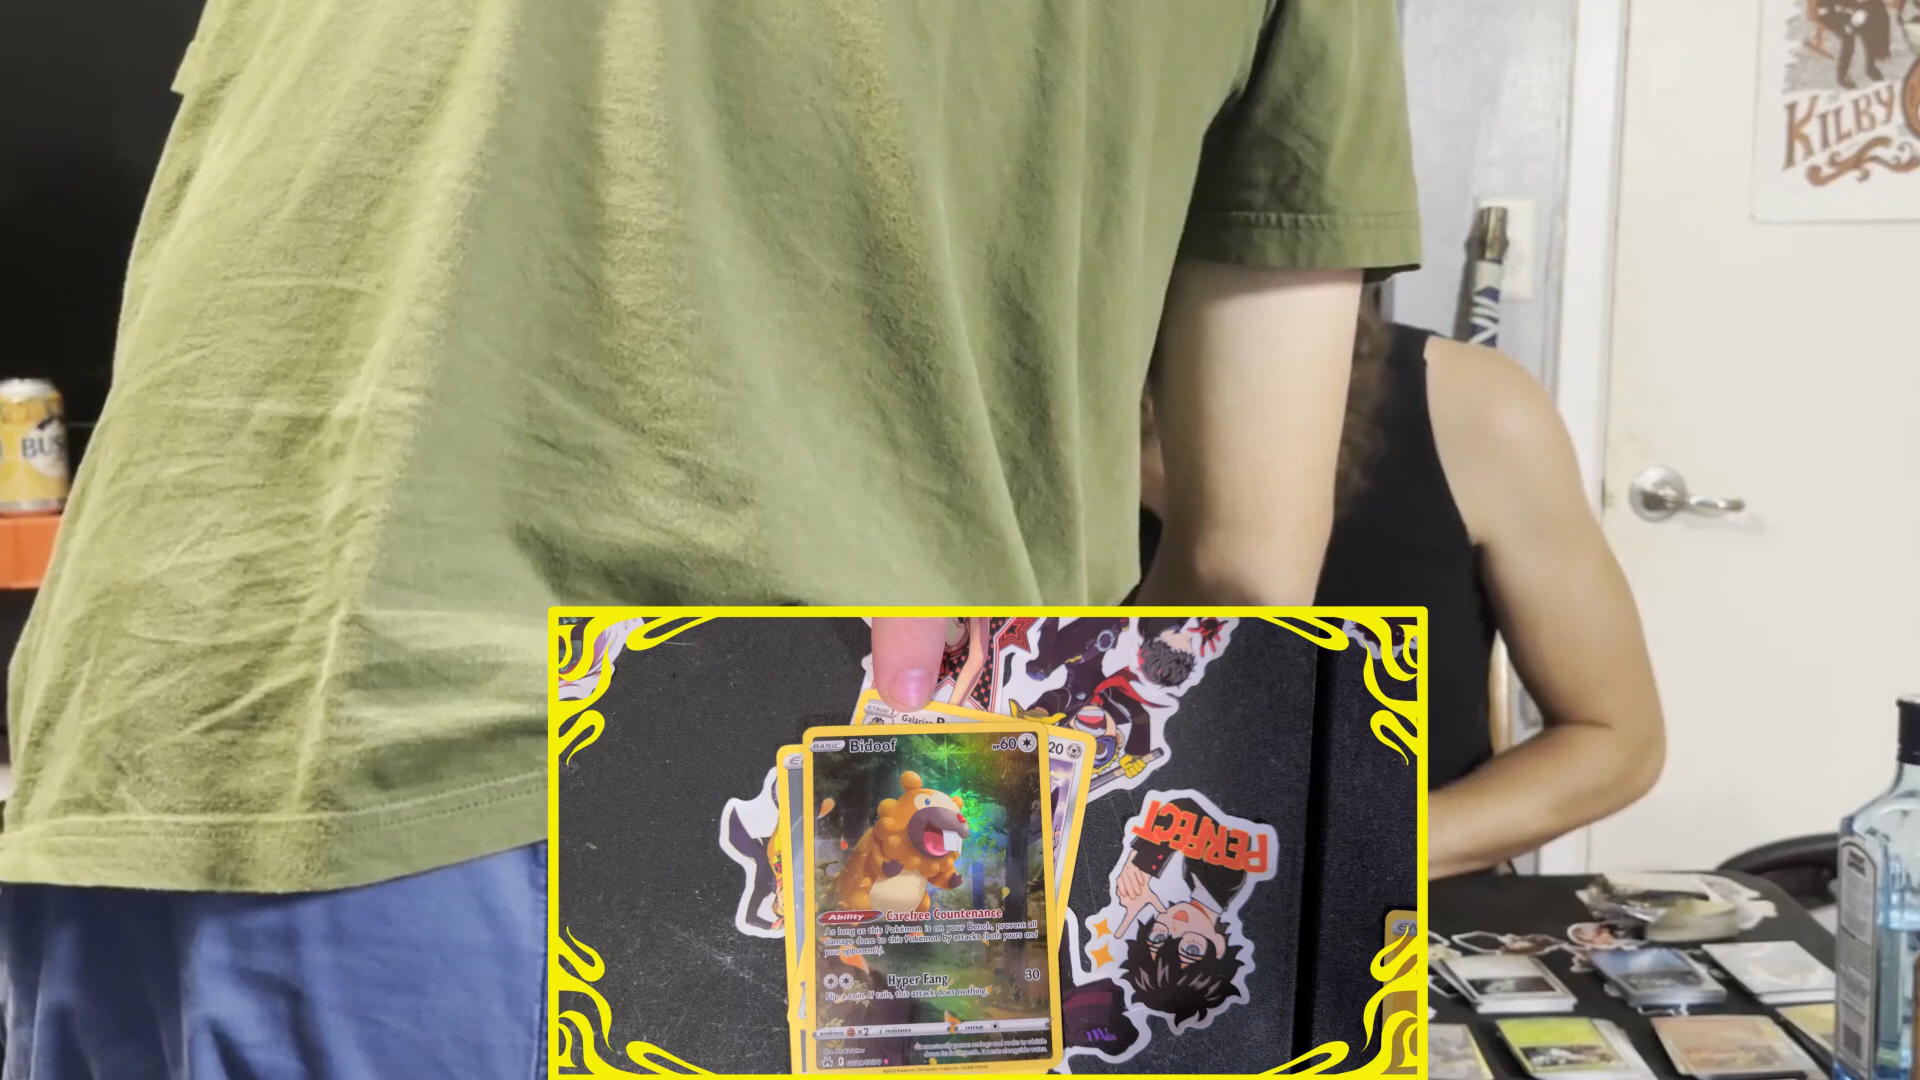 KILBY
BUS
STAGE 1
Galarian
20
BASIC
Bidoof
HP60
Ability
Carefree Countenance
As long as this Pokémon is on your Bench, prevent all
damage done to this Pokémon by attacks (both yours and
your opponent's).
Hyper Fang
30
Flip a coin. If tails, this attack does nothing.
weakness
×2
resistance
retreat
PERFECT